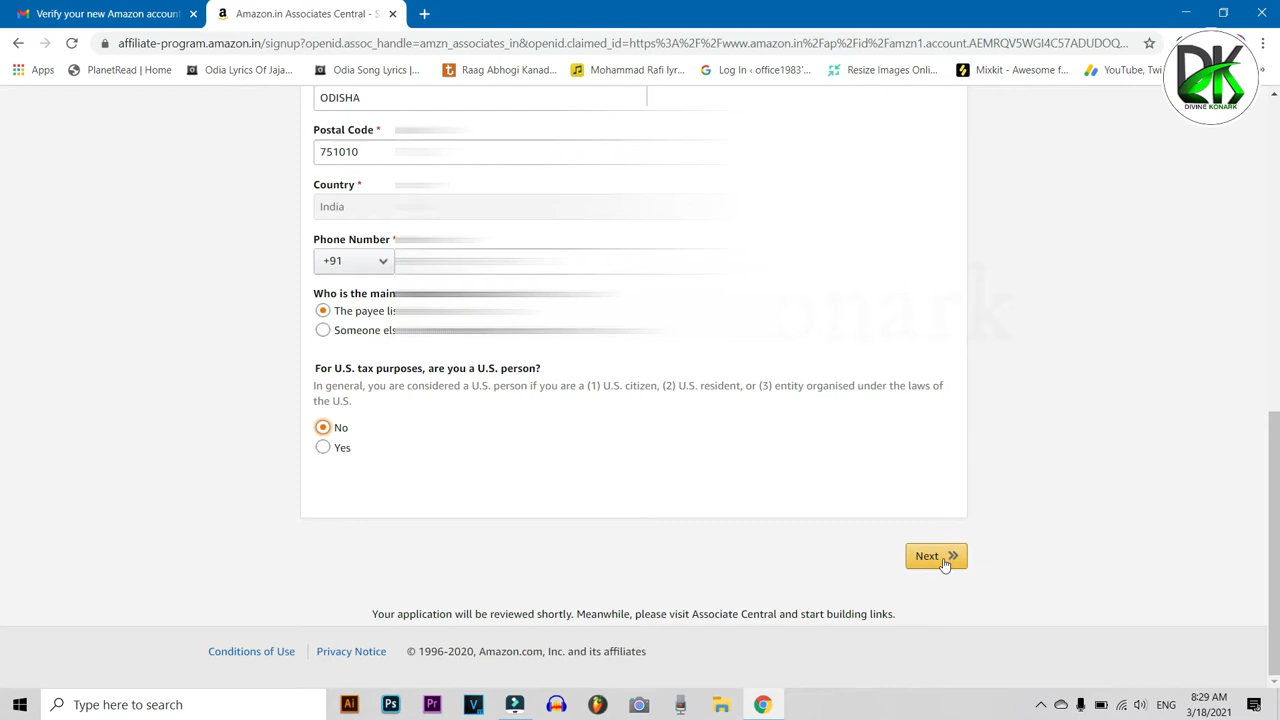 Verify your new Amazon account
Amazon.in Associates Central - S
affiliate-program.amazon.in/signup?openid.assoc_handle=amzn_associates_in&openid.claimed_id=https%3A%2F%2Fwww.amazon.in%2Fap%2Fid%2Famzn1.account.AEMRQV5WGI4C57ADUDOQ...
Apps
PlanetRead | Home
Odia Lyrics Of Jaja...
Odia Song Lyrics |...
Raag Abhogi
Mohammad Rafi lyr...
Log In ‹ office1983'...
Resize Images Onli...
Mixkit - Awesome f...
YouTube, Twi
DK
DIVINE KONARK
ODISHA
Postal Code *
751010
Country *
India
Phone Number *
+91
Who is the main
The payee lis
Someone els
onark
For U.S. tax purposes, are you a U.S. person?
In general, you are considered a U.S. person if you are a (1) U.S. citizen, (2) U.S. resident, or (3) entity organised under the laws of
the U.S.
No
Yes
Next
Your application will be reviewed shortly. Meanwhile, please visit Associate Central and start building links.
Conditions of Use
Privacy Notice
© 1996-2020, Amazon.com, Inc. and its affiliates
Type here to search
Ai
Ps
Pr
V
ENG
8:29 AM
3/18/2021